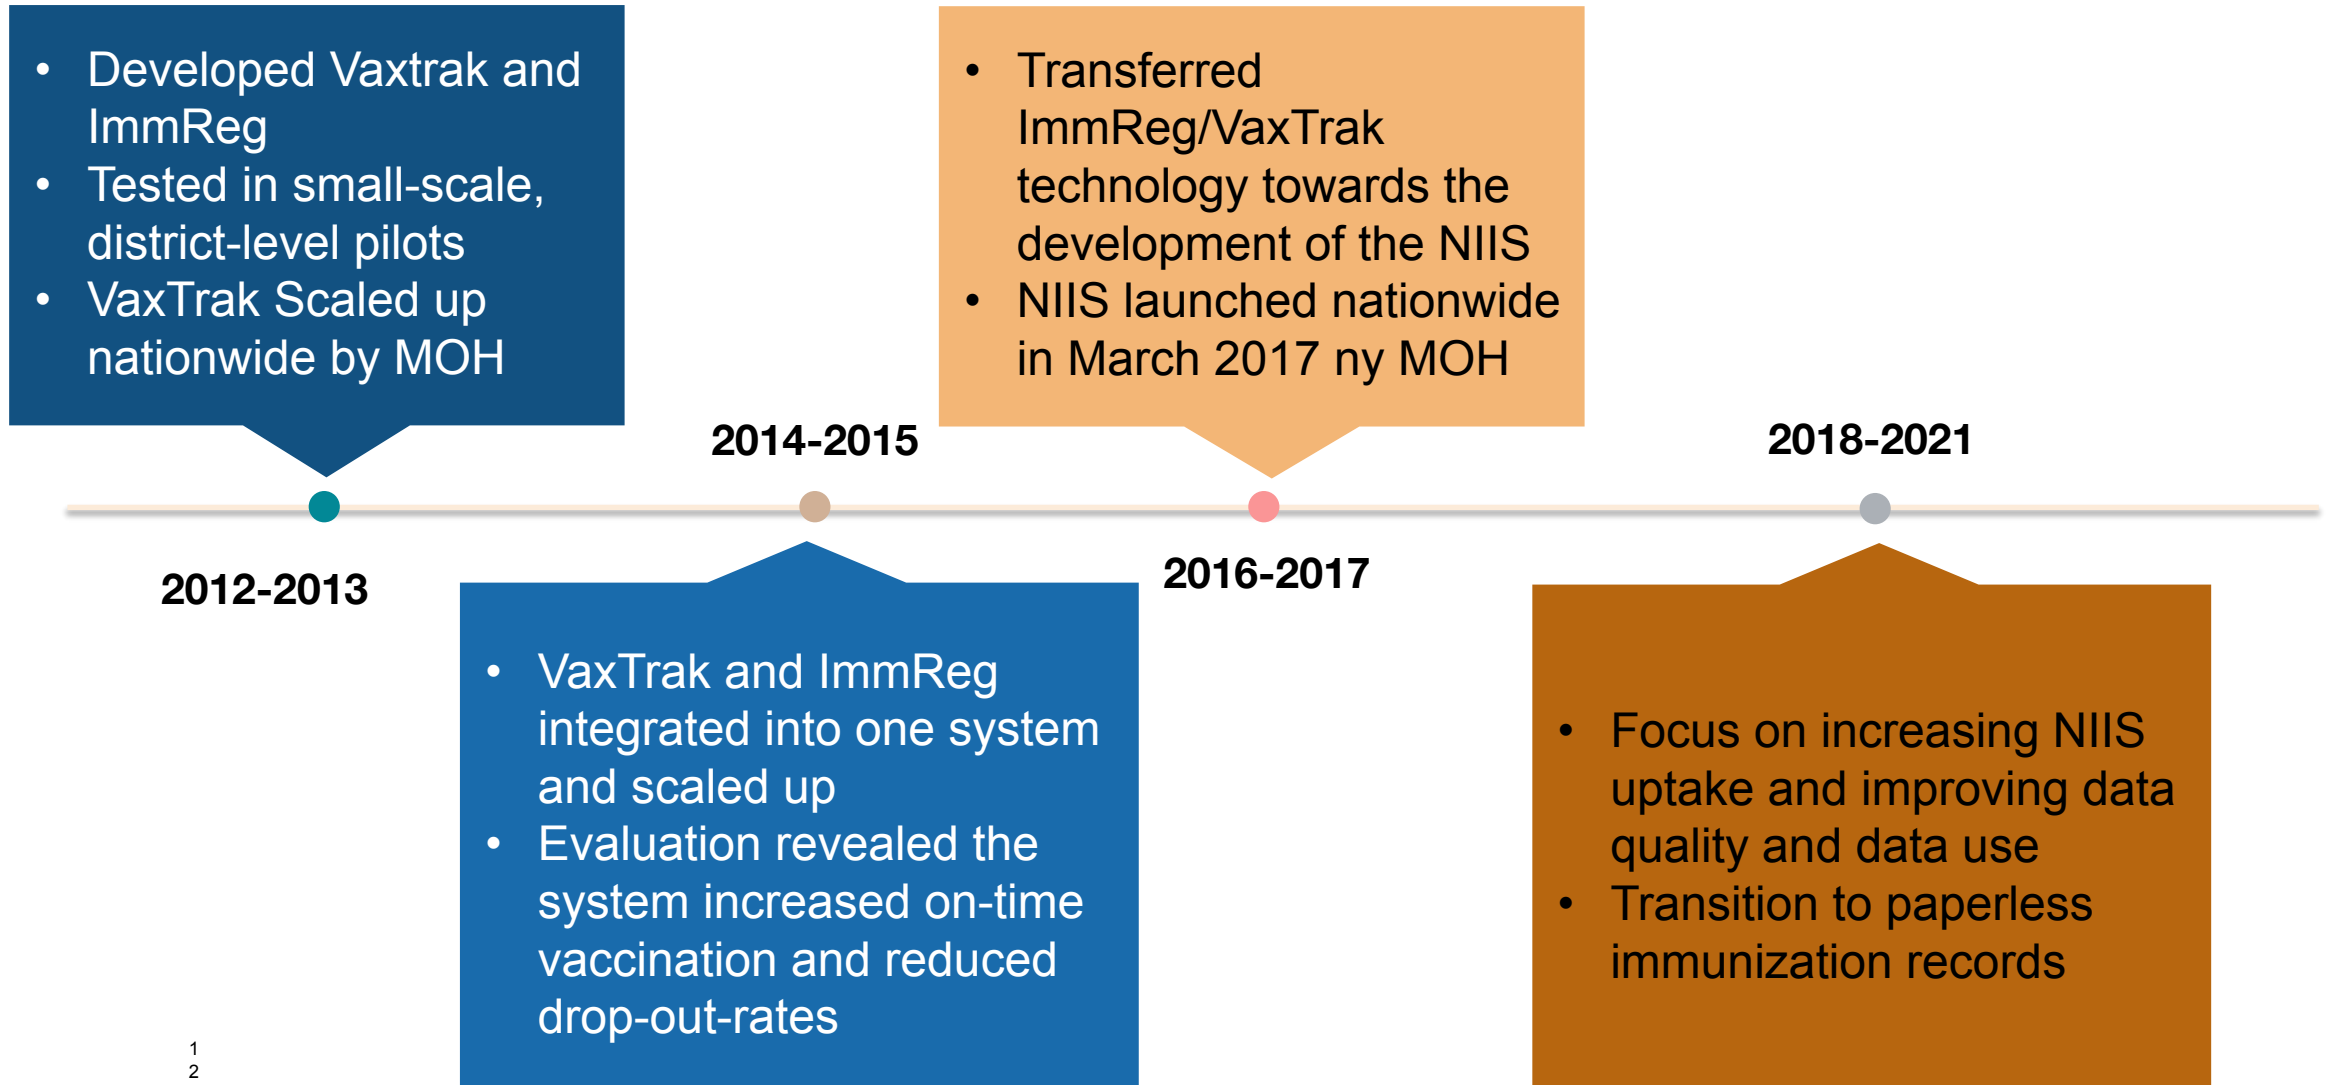 • Developed Vaxtrak and
ImmReg
• Tested in small-scale,
district-level pilots
• VaxTrak Scaled up
nationwide by MOH
2012-2013
2014-2015
• VaxTrak and ImmReg
integrated into one system
and scaled up
• Evaluation revealed the
system increased on-time
vaccination and reduced
drop-out-rates
• Transferred
ImmReg/VaxTrak
technology towards the
development of the NIIS
• NIIS launched nationwide
in March 2017 ny MOH
2016-2017
2018-2021
• Focus on increasing NIIS
uptake and improving data
quality and data use
• Transition to paperless
immunization records
1
2